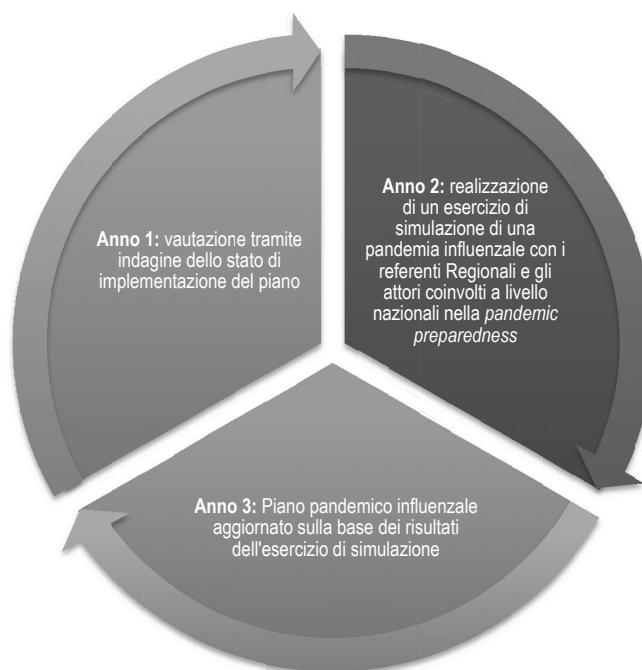 Anno 1: vautazione tramite
indagine dello stato di
implementazione del piano
Anno 2: realizzazione
di un esercizio di
simulazione di una
pandemia influenzale con i
referenti Regionali e gli
attori coinvolti a livello
nazionali nella pandemic
preparedness
Anno 3: Piano pandemico influenzale
aggiornato sulla base dei risultati
dell'esercizio di simulazione